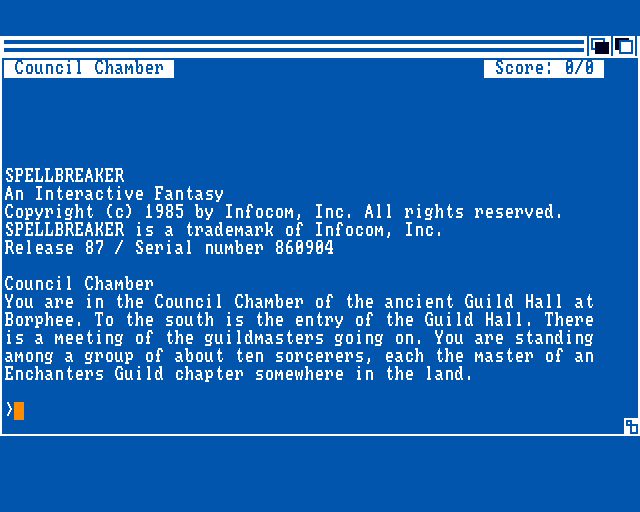 Council Chamber Score: 0/0
SPELLBREAKER
An Interactive Fantasy
Copyright (c) 1985 by Infocom, Inc. All rights reserved.
SPELLBREAKER is a trademark of Infocom, Inc.
Release 87 / Serial number 860904
Council Chamber
You are in the Council Chamber of the ancient Guild Hall at
Borphee. To the south is the entry of the Guild Hall. There
is a meeting of the guildmasters going on. You are standing
among a group of about ten sorcerers, each the master of an
Enchanters Guild chapter somewhere in the land.
>